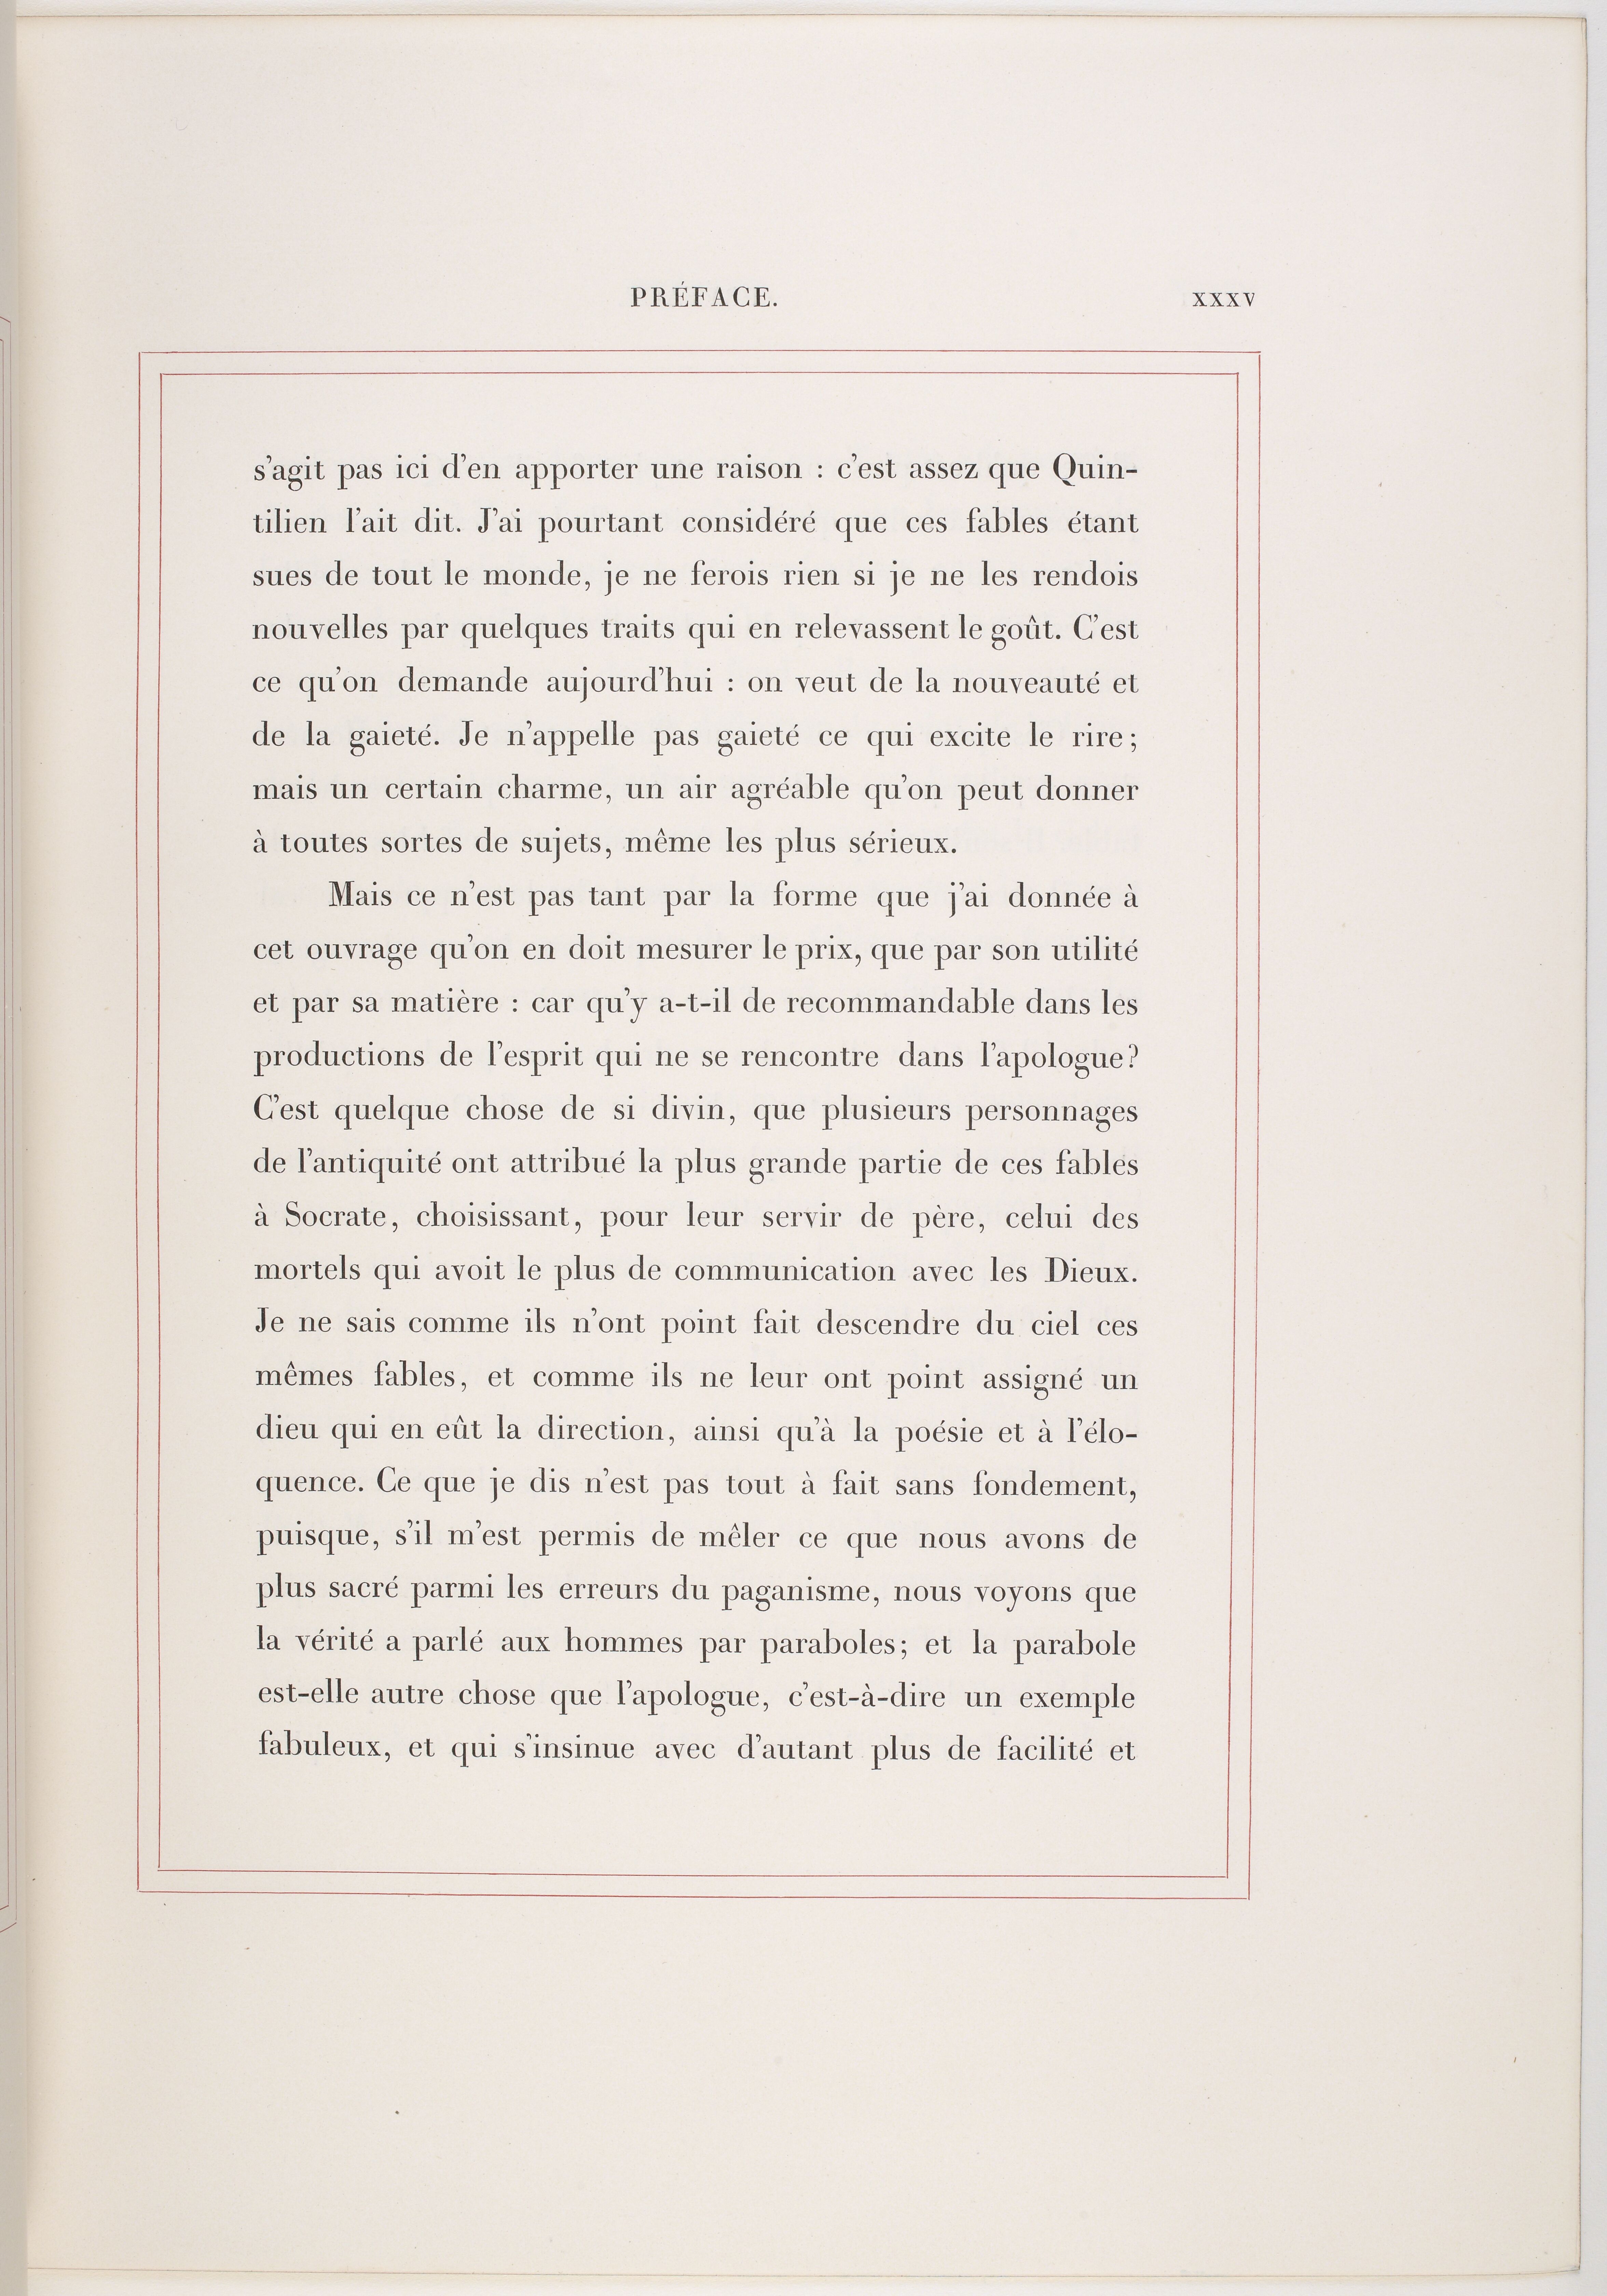 PRÉFACE. XXXV
s'agit pas ici d'en apporter une raison : c'est assez que Quin-
tilien l'ait dit. J'ai pourtant considéré que ces fables étant
sues de tout le monde, je ne ferois rien si je ne les rendois
nouvelles par quelques traits qui en relevassent le goût. C'est
ce qu'on demande aujourd'hui : on veut de la nouveauté et
de la gaieté. Je n'appelle pas gaieté ce qui excite le rire;
mais un certain charme, un air agréable qu'on peut donner
à toutes sortes de sujets, même les plus sérieux.
Mais ce n'est pas tant par la forme que j'ai donnée à
cet ouvrage qu'on en doit mesurer le prix, que par son utilité
et par sa matière : car qu'y a-t-il de recommandable dans les
productions de l'esprit qui ne se rencontre dans l'apologue?
C'est quelque chose de si divin, que plusieurs personnages
de l'antiquité ont attribué la plus grande partie de ces fables
à Socrate, choisissant, pour leur servir de père, celui des
mortels qui avoit le plus de communication avec les Dieux.
Je ne sais comme ils n'ont point fait descendre du ciel ces
mêmes fables, et comme ils ne leur ont point assigné un
dieu qui en eût la direction, ainsi qu'à la poésie et à l'élo-
quence. Ce que je dis n'est pas tout à fait sans fondement,
puisque, s'il m'est permis de mêler ce que nous avons de
plus sacré parmi les erreurs du paganisme, nous voyons que
la vérité a parlé aux hommes par paraboles; et la parabole
est-elle autre chose que l'apologue, c'est-à-dire un exemple
fabuleux, et qui s'insinue avec d'autant plus de facilité et